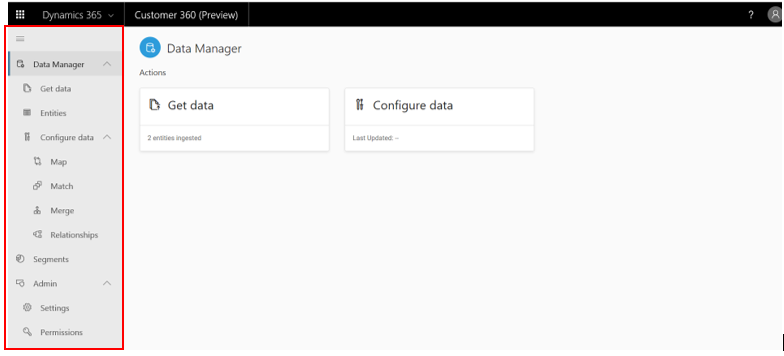 Dynamics 365 Customer 360 (Preview) ?
Data Manager
Get data
Entities
Configure data
Map
Match
Merge
Relationships
Segments
Admin
Settings
Permissions
Data Manager
Actions
Get data
2 entities ingested
Configure data
Last Updated: –